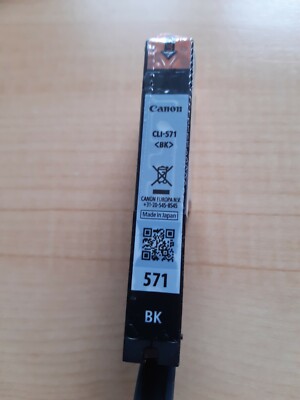 Canon
CLI-571
<BK>
CANON EUROPA N.V.
+31-20-545-8545
Made in Japan
571
BK